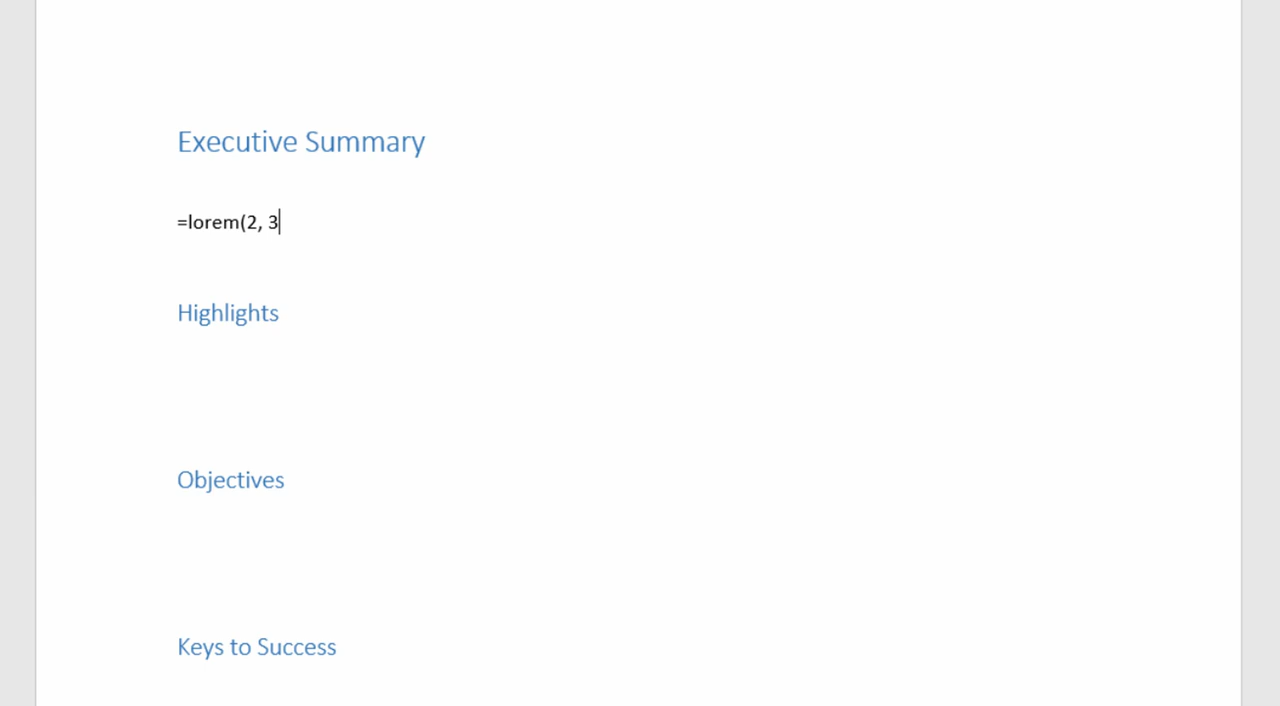 Executive Summary
=lorem(2, 3
Highlights
Objectives
Keys to Success